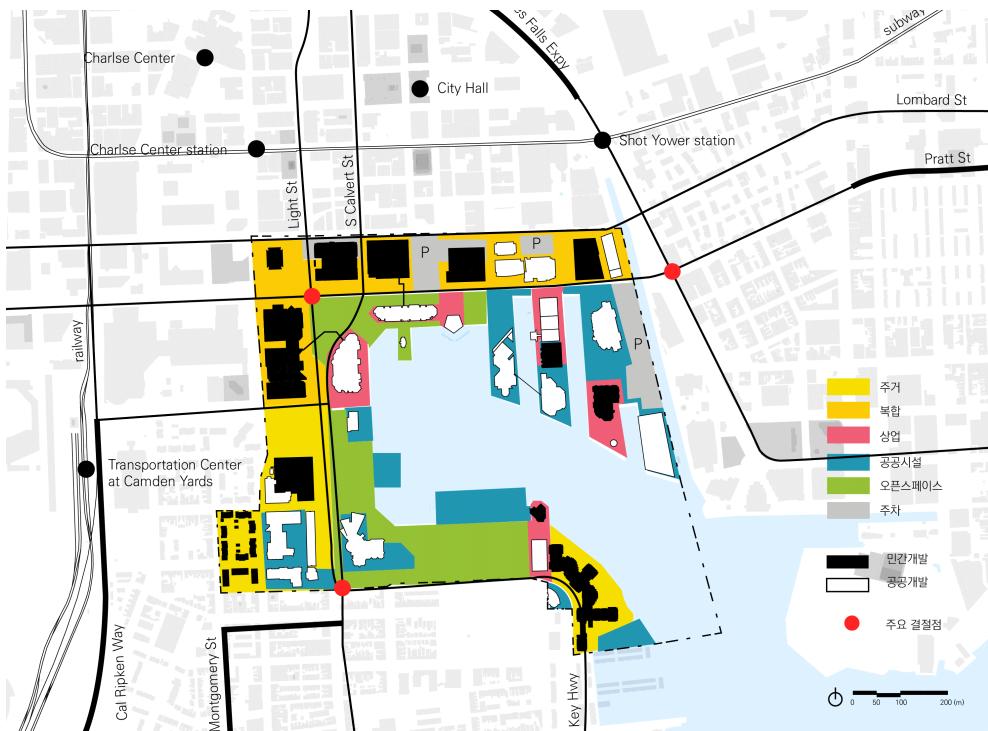 es Falls Expy
subway
Charlse Center
City Hall
Lombard St
Charlse Center station
Shot Yower station
Pratt St
Light St
S Calvert St
P
P
railway
P
주거
복합
상업
공공시설
오픈스페이스
주차
Transportation Center
at Camden Yards
민간개발
공공개발
주요 결절점
Cal Ripken Way
Montgomery St
Key Hwy
0 50 100 200 (m)